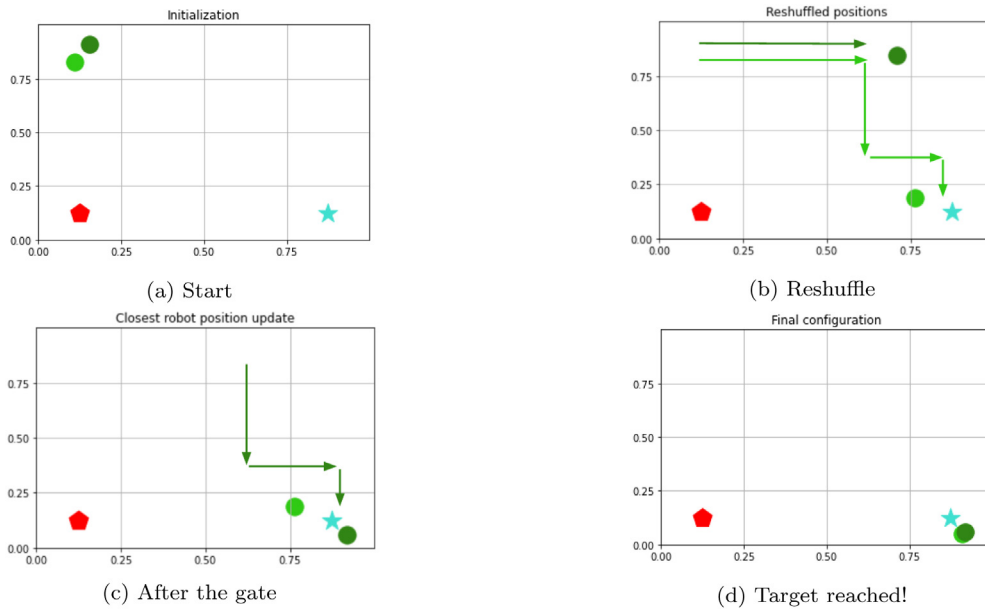 Initialization
0.75
0.50
0.25
0.00
0.00 0.25 0.50 0.75
(a) Start
Reshuffled positions
0.75
0.50
0.25
0.00
0.00 0.25 0.50 0.75
(b) Reshuffle
Closest robot position update
0.75
0.50
0.25
0.00
0.00 0.25 0.50 0.75
(c) After the gate
Final configuration
0.75
0.50
0.25
0.00
0.00 0.25 0.50 0.75
(d) Target reached!